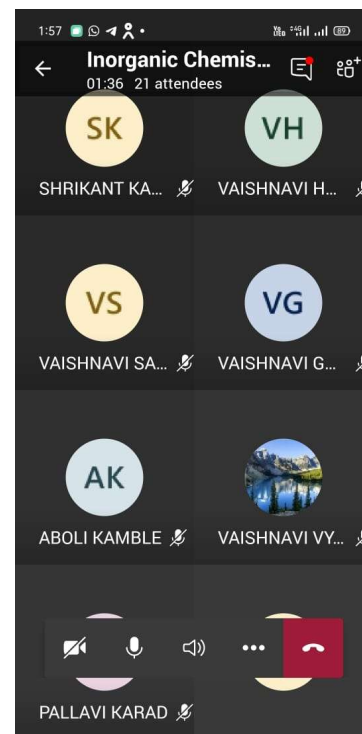 1:57
89
Inorganic Chemis...
01:36 21 attendees
SK
VH
SHRIKANT KA...
VAISHNAVI H...
VS
VG
VAISHNAVI SA...
VAISHNAVI G...
AK
ABOLI KAMBLE
VAISHNAVI VY...
PALLAVI KARAD